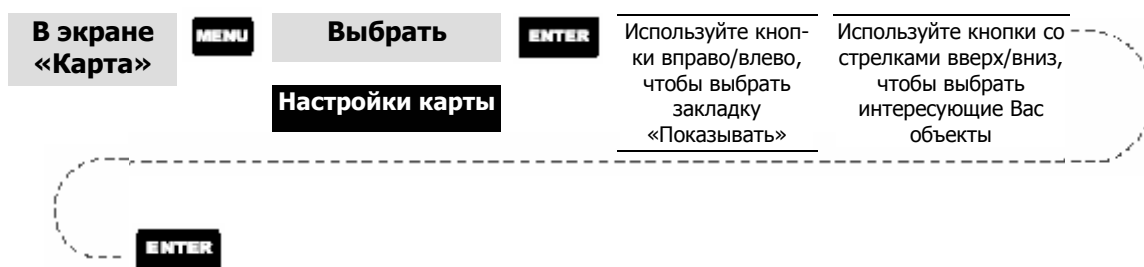 В экране
«Карта»
MENU
Выбрать
Настройки карты
ENTER
Используйте кноп-
ки вправо/влево,
чтобы выбрать
закладку
«Показывать»
Используйте кнопки со
стрелками вверх/вниз,
чтобы выбрать
интересующие Вас
объекты
ENTER